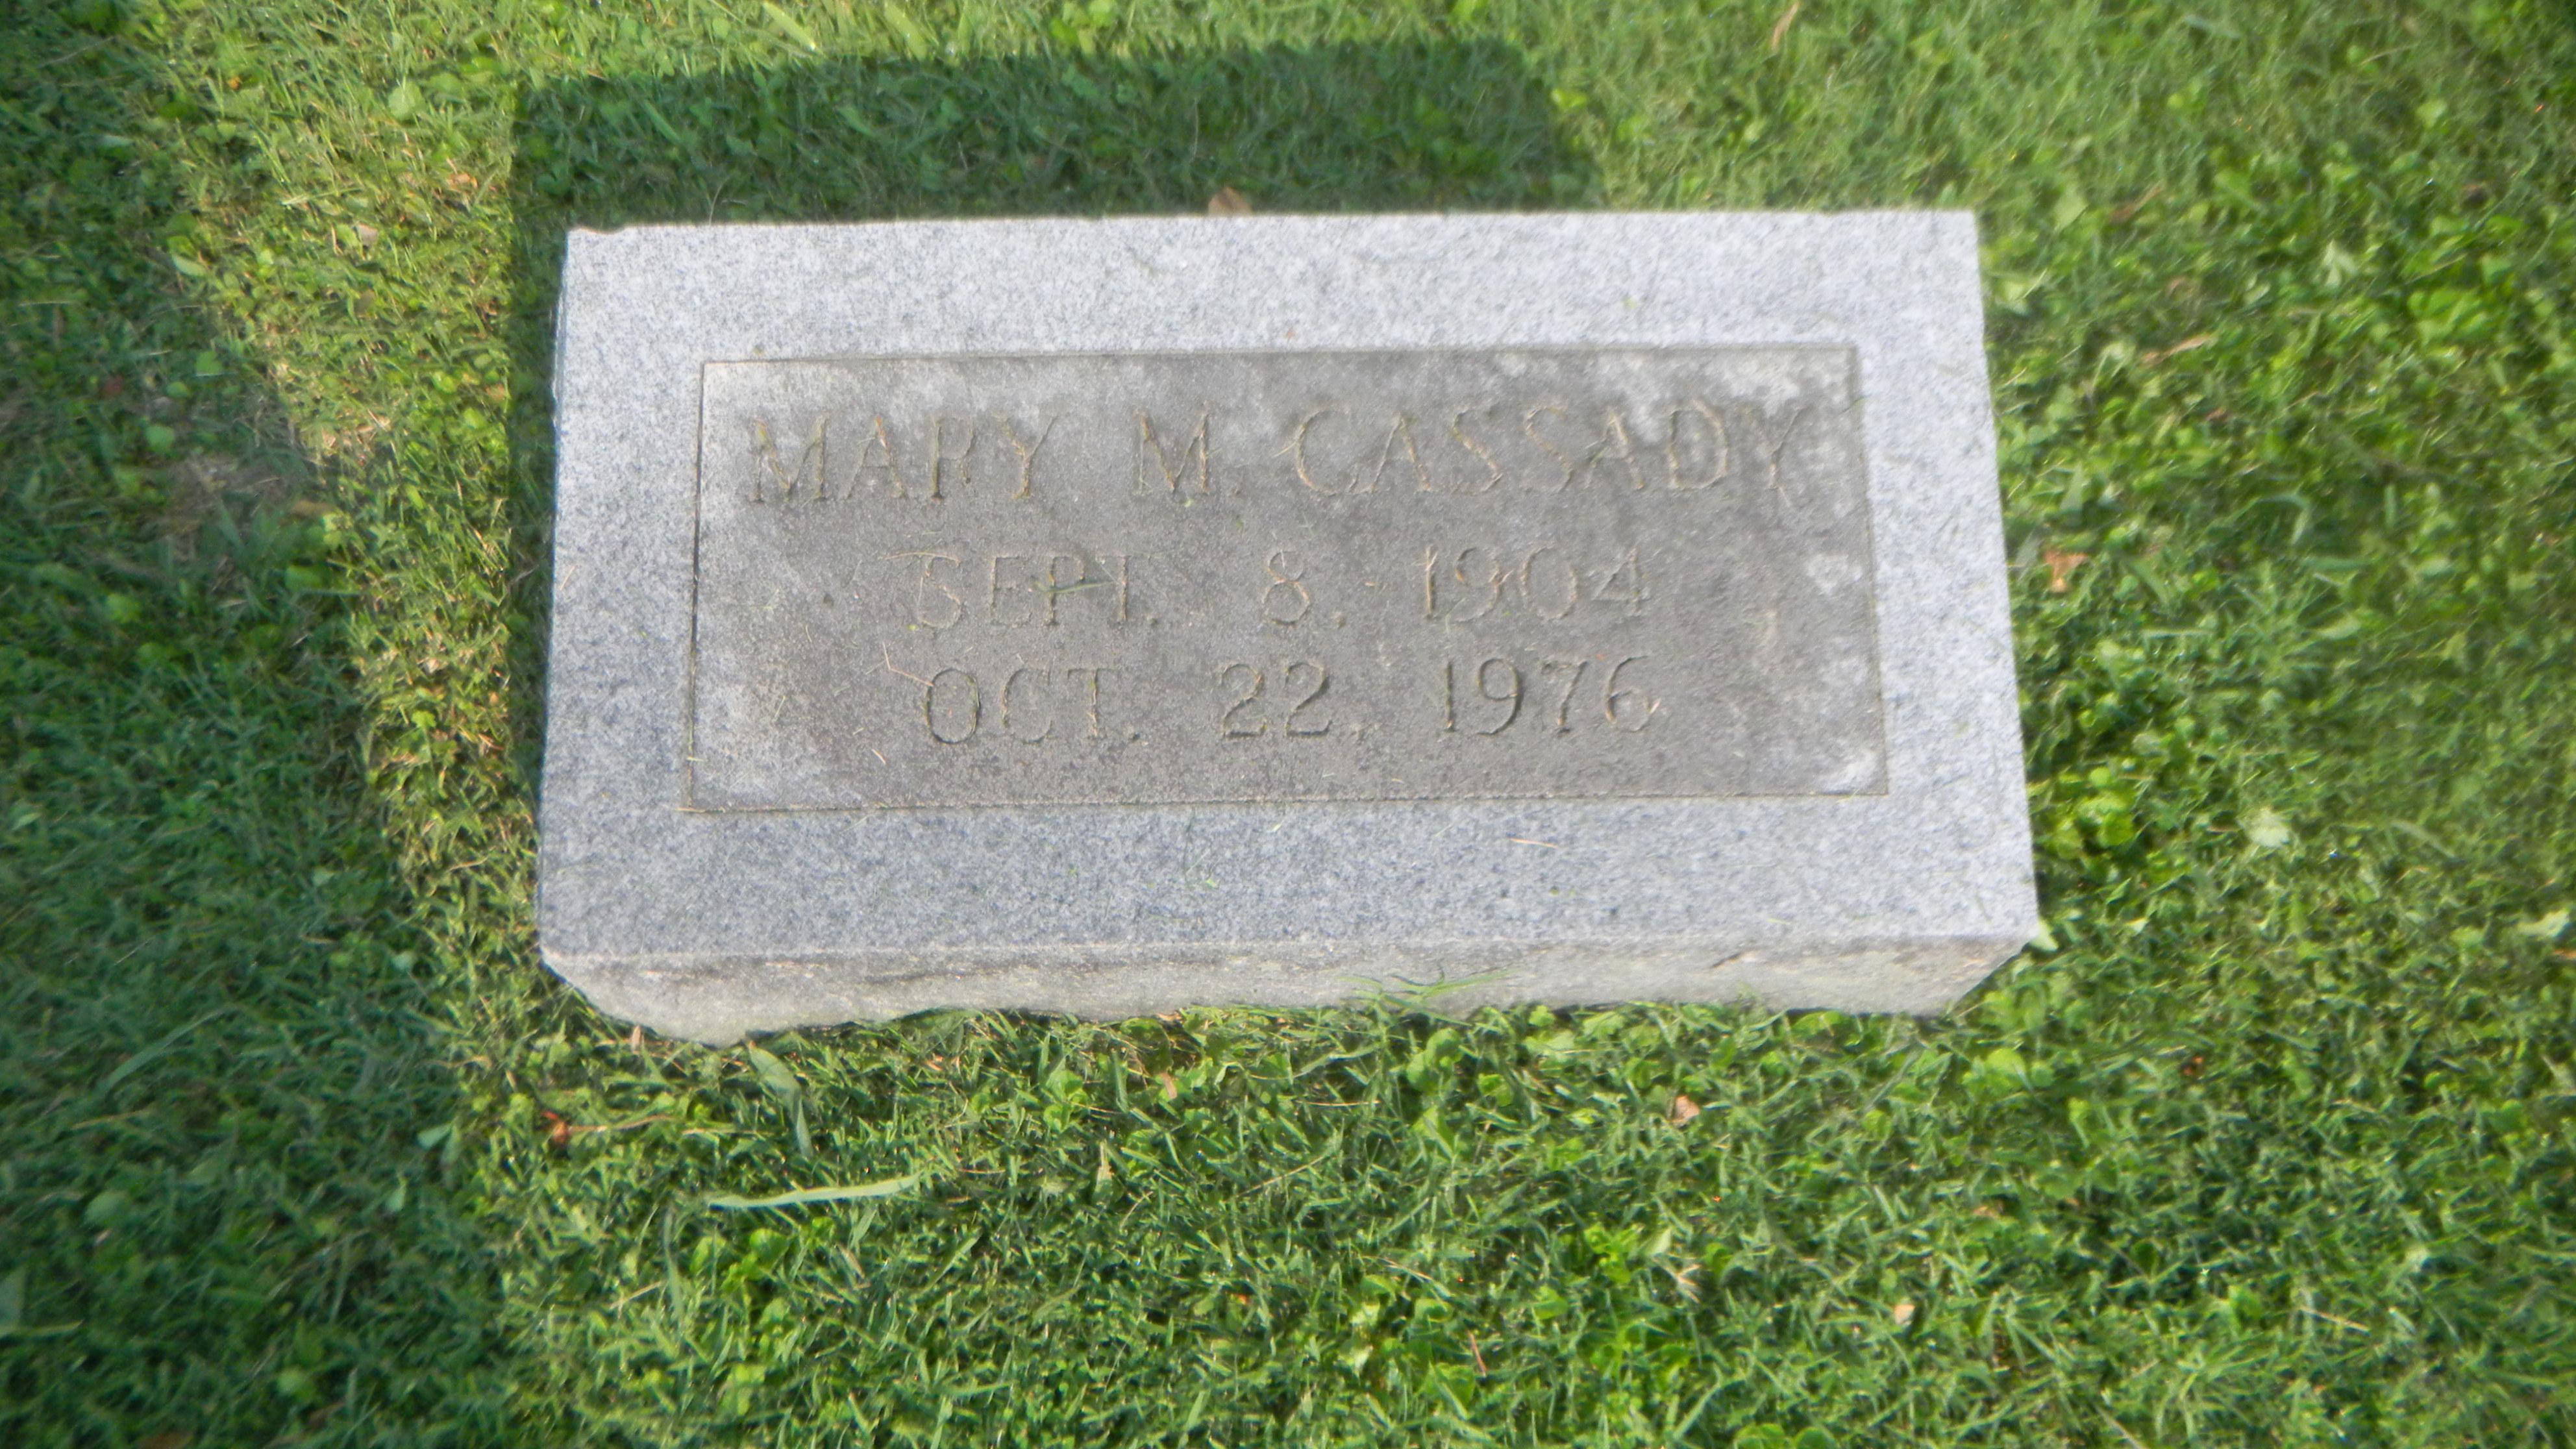 MARY M. CASSADY
SEPT. 8. 1904
OCT. 22. 1976